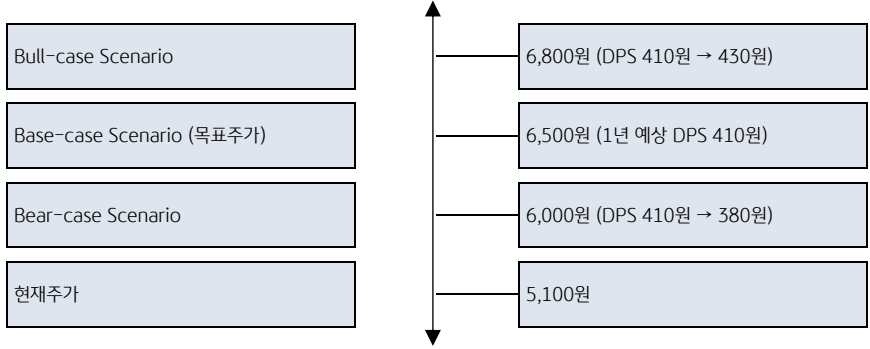 Bull-case Scenario
6,800원 (DPS 410원 → 430원)
Base-case Scenario (목표주가)
6,500원 (1년 예상 DPS 410원)
Bear-case Scenario
6,000원 (DPS 410원 → 380원)
현재주가
5,100원